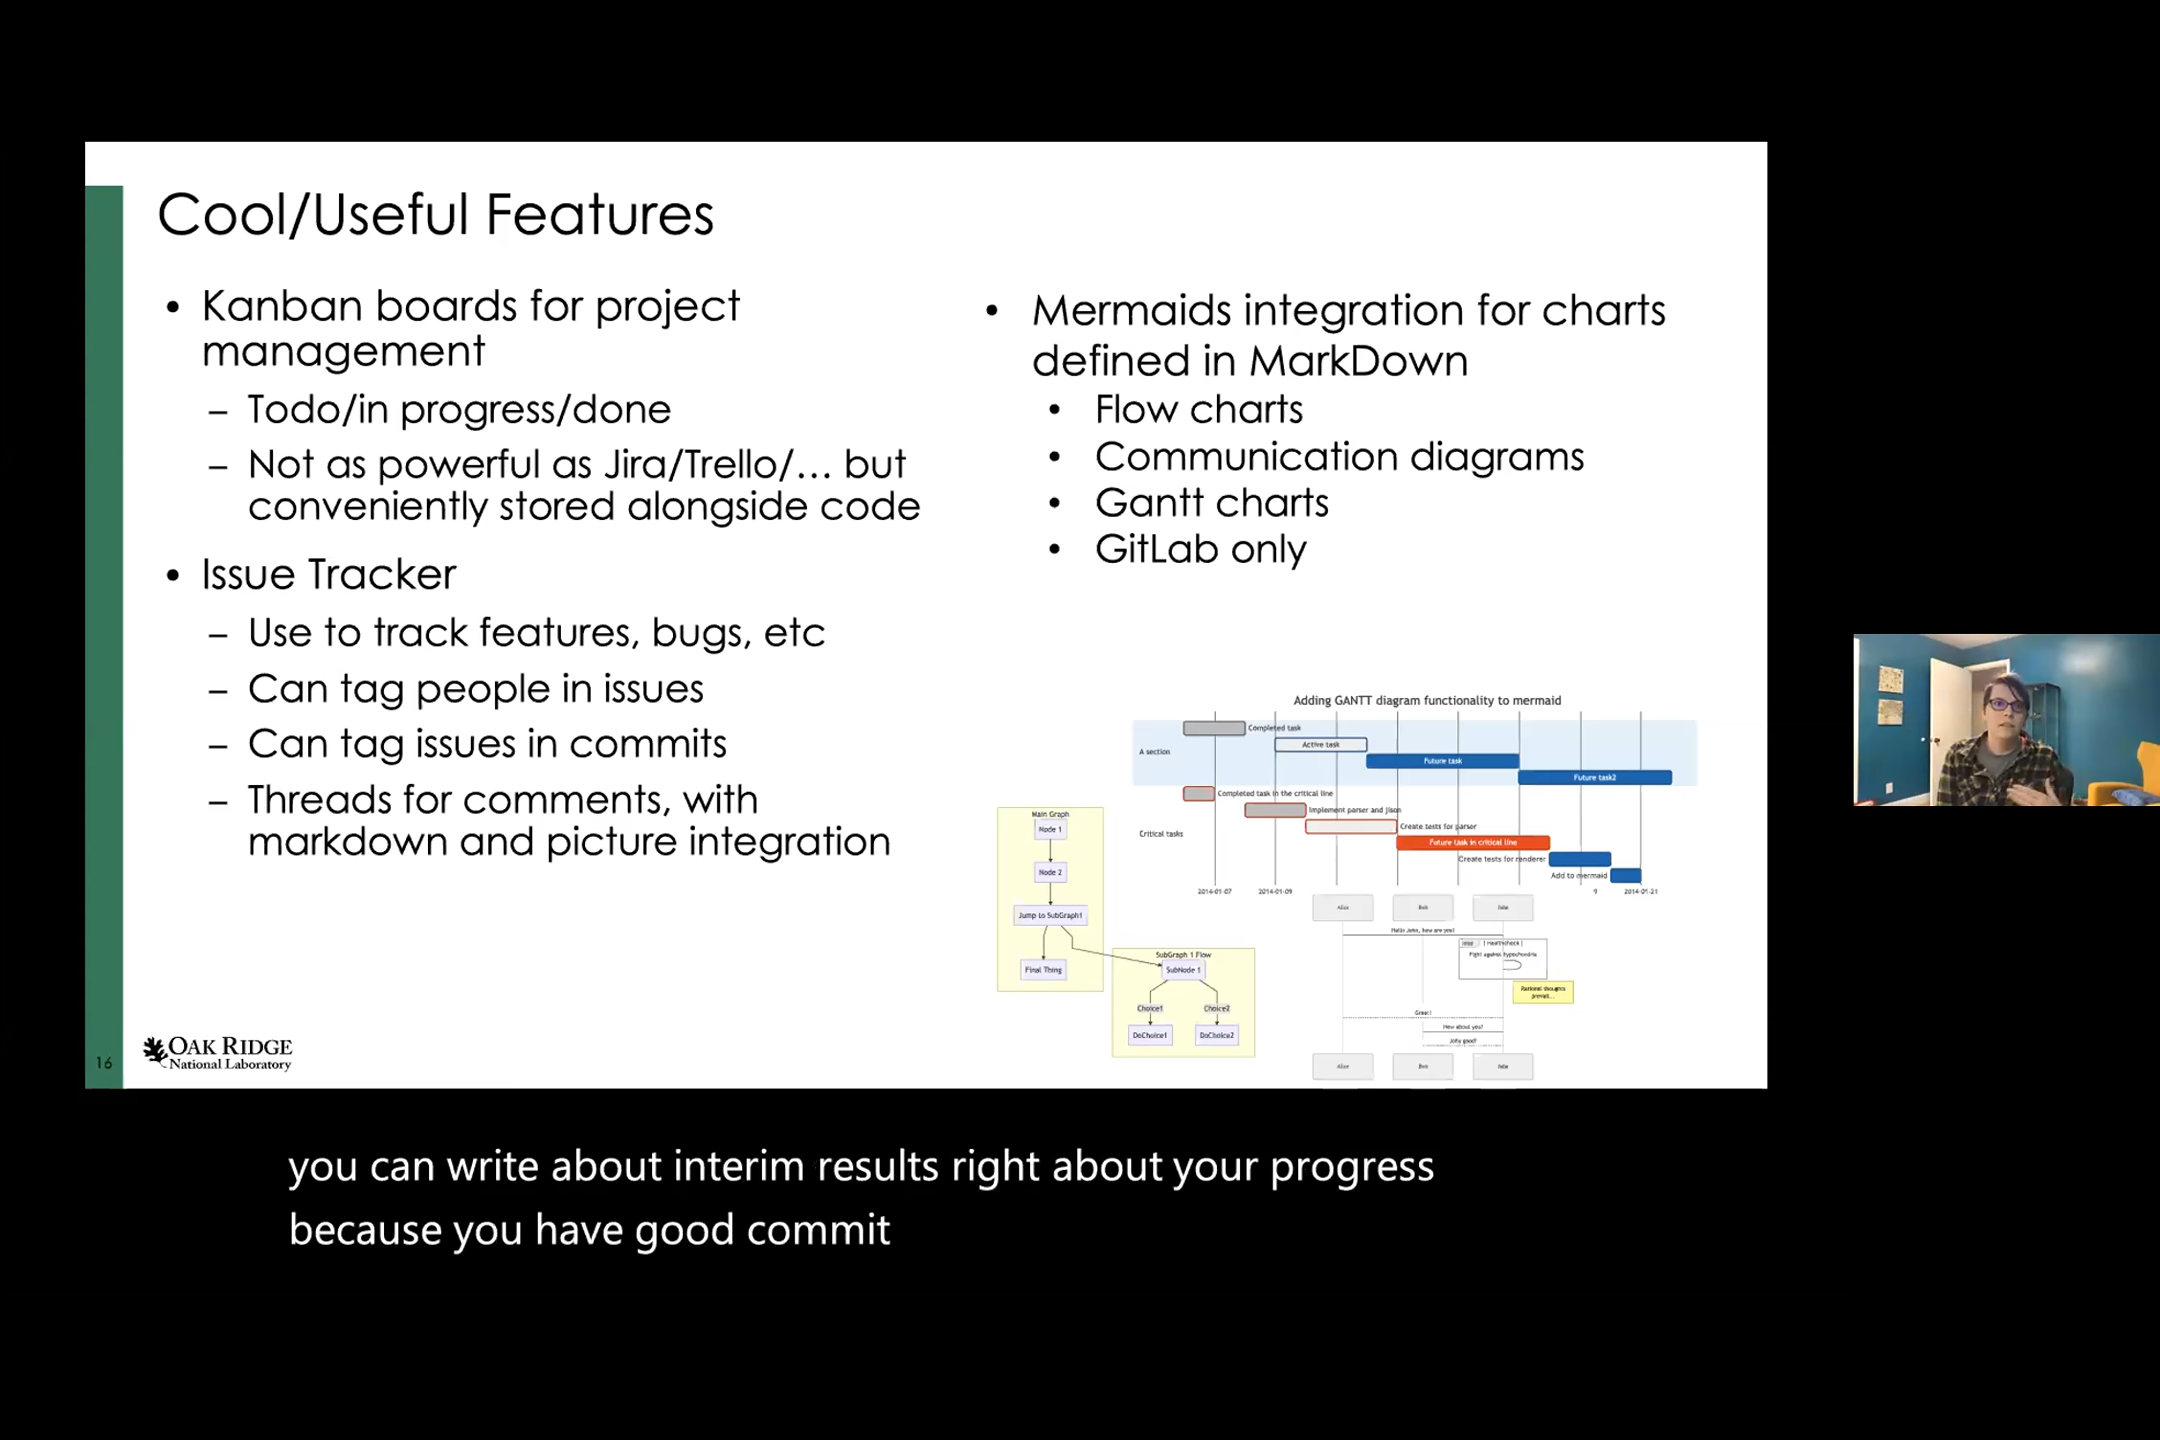 Cool/Useful Features
• Kanban boards for project
management
– Todo/in progress/done
– Not as powerful as Jira/Trello/... but
conveniently stored alongside code
• Issue Tracker
– Use to track features, bugs, etc
– Can tag people in issues
– Can tag issues in commits
– Threads for comments, with
markdown and picture integration
• Mermaids integration for charts
defined in MarkDown
• Flow charts
• Communication diagrams
• Gantt charts
• GitLab only
Adding GANTT diagram functionality to mermaid
Completed task
Active task
A section
Future task
Future task2
Completed task in the critical line
Implement parser and jison
Create tests for parser
Critical tasks
Future task in critical line
Create tests for renderer
Add to mermaid
2014-01-07 2014-01-09 9 2014-01-21
Main Graph
Node 1
Node 2
Jump to SubGraph1
Final Thing
SubGraph 1 Flow
SubNode 1
Choice1 Choice2
DoChoice1 DoChoice2
Alice Bob John
Hello John, how are you?
loop [ Healthcheck ]
Fight against hypochondria
Rational thoughts
prevail...
Great!
How about you?
Jolly good!
Alice Bob John
16
OAK RIDGE
National Laboratory
you can write about interim results right about your progress
because you have good commit